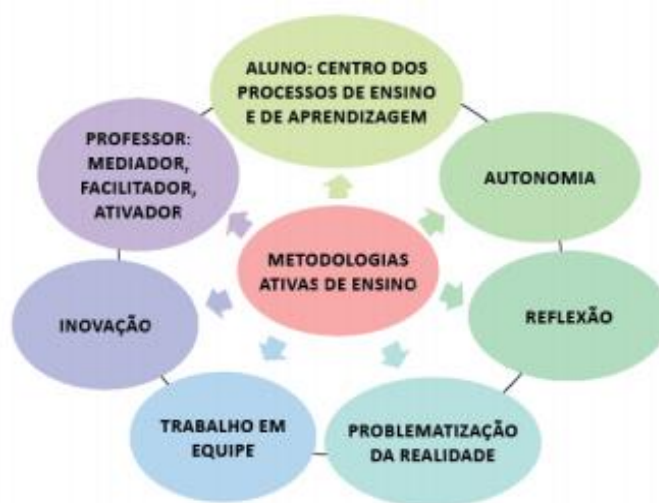 ALUNO: CENTRO DOS
PROCESSOS DE ENSINO
E DE APRENDIZAGEM
PROFESSOR:
MEDIADOR,
FACILITADOR,
ATIVADOR
AUTONOMIA
METODOLOGIAS
ATIVAS DE ENSINO
INOVAÇÃO
REFLEXÃO
TRABALHO EM
EQUIPE
PROBLEMATIZAÇÃO
DA REALIDADE